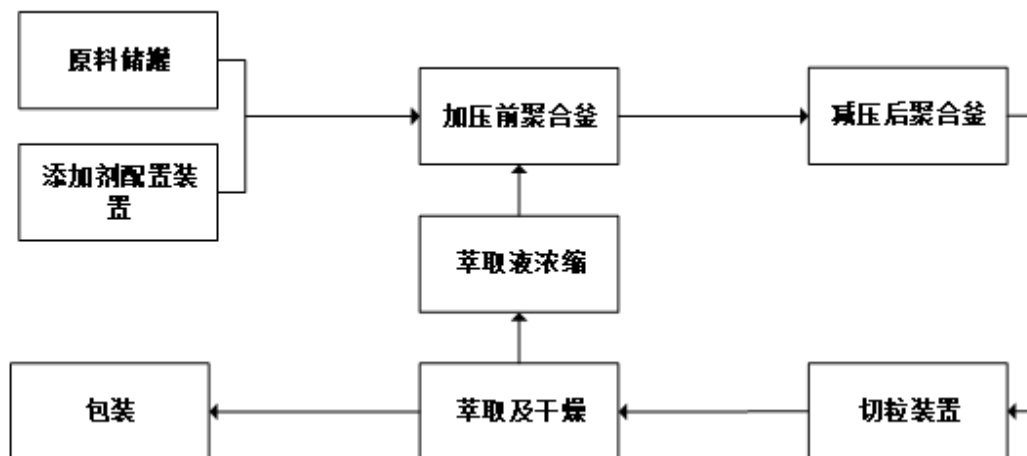 原料储罐
加压前聚合釜
减压后聚合釜
添加剂配置装
置
萃取液浓缩
包装
萃取及干燥
切粒装置